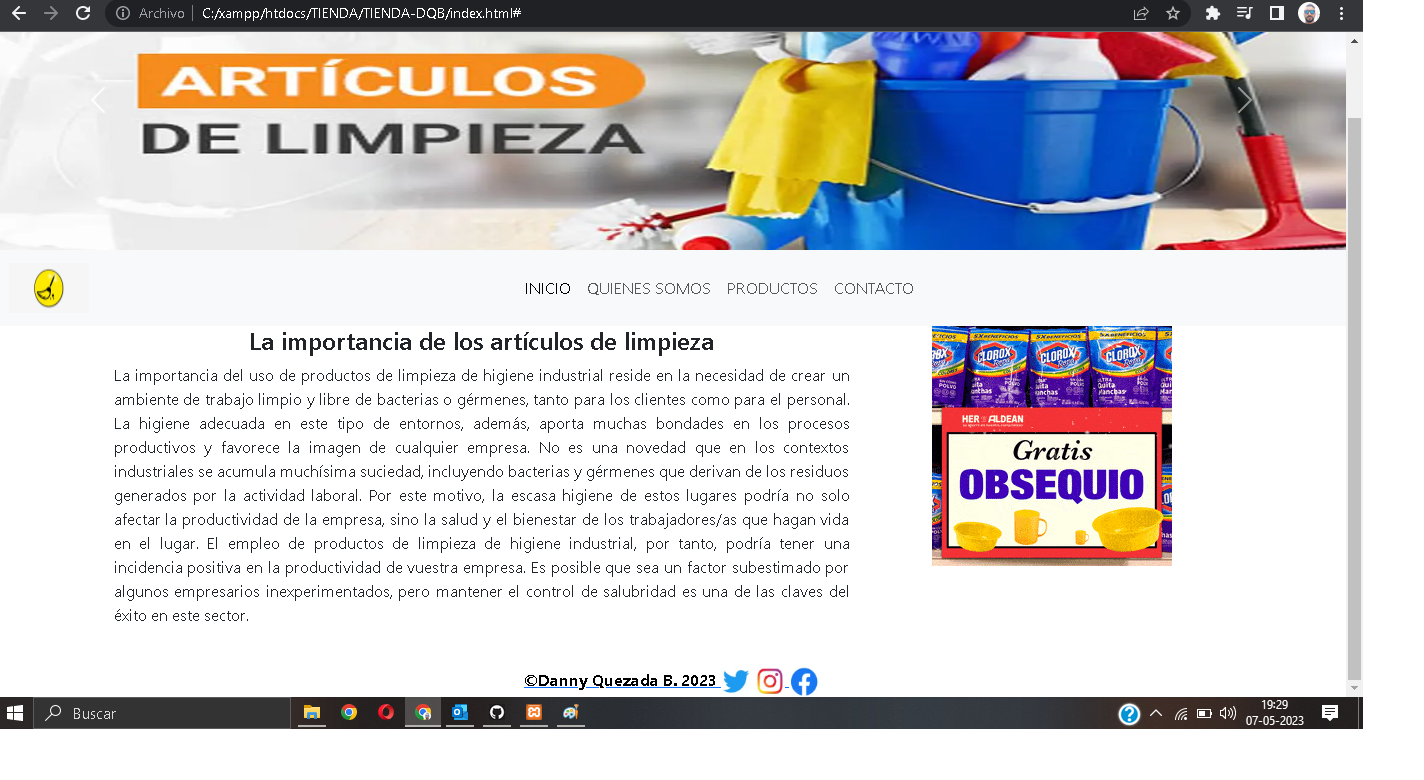 Archivo C:/xampp/htdocs/TIENDA/TIENDA-DQB/index.html#
ARTÍCULOS
DE LIMPIEZA
INICIO QUIENES SOMOS PRODUCTOS CONTACTO
La importancia de los artículos de limpieza
La importancia del uso de productos de limpieza de higiene industrial reside en la necesidad de crear un
ambiente de trabajo limpio y libre de bacterias o gérmenes, tanto para los clientes como para el personal.
La higiene adecuada en este tipo de entornos, además, aporta muchas bondades en los procesos
productivos y favorece la imagen de cualquier empresa. No es una novedad que en los contextos
industriales se acumula muchísima suciedad, incluyendo bacterias y gérmenes que derivan de los residuos
generados por la actividad laboral. Por este motivo, la escasa higiene de estos lugares podría no solo
afectar la productividad de la empresa, sino la salud y el bienestar de los trabajadores/as que hagan vida
en el lugar. El empleo de productos de limpieza de higiene industrial, por tanto, podría tener una
incidencia positiva en la productividad de vuestra empresa. Es posible que sea un factor subestimado por
algunos empresarios inexperimentados, pero mantener el control de salubridad es una de las claves del
éxito en este sector.
5X BENEFICIOS
CLOROX CLOROX CLOROX CLOROX
Ropa
HER ALDEAN
Gratis
OBSEQUIO
©Danny Quezada B. 2023
Buscar
19:29
07-05-2023